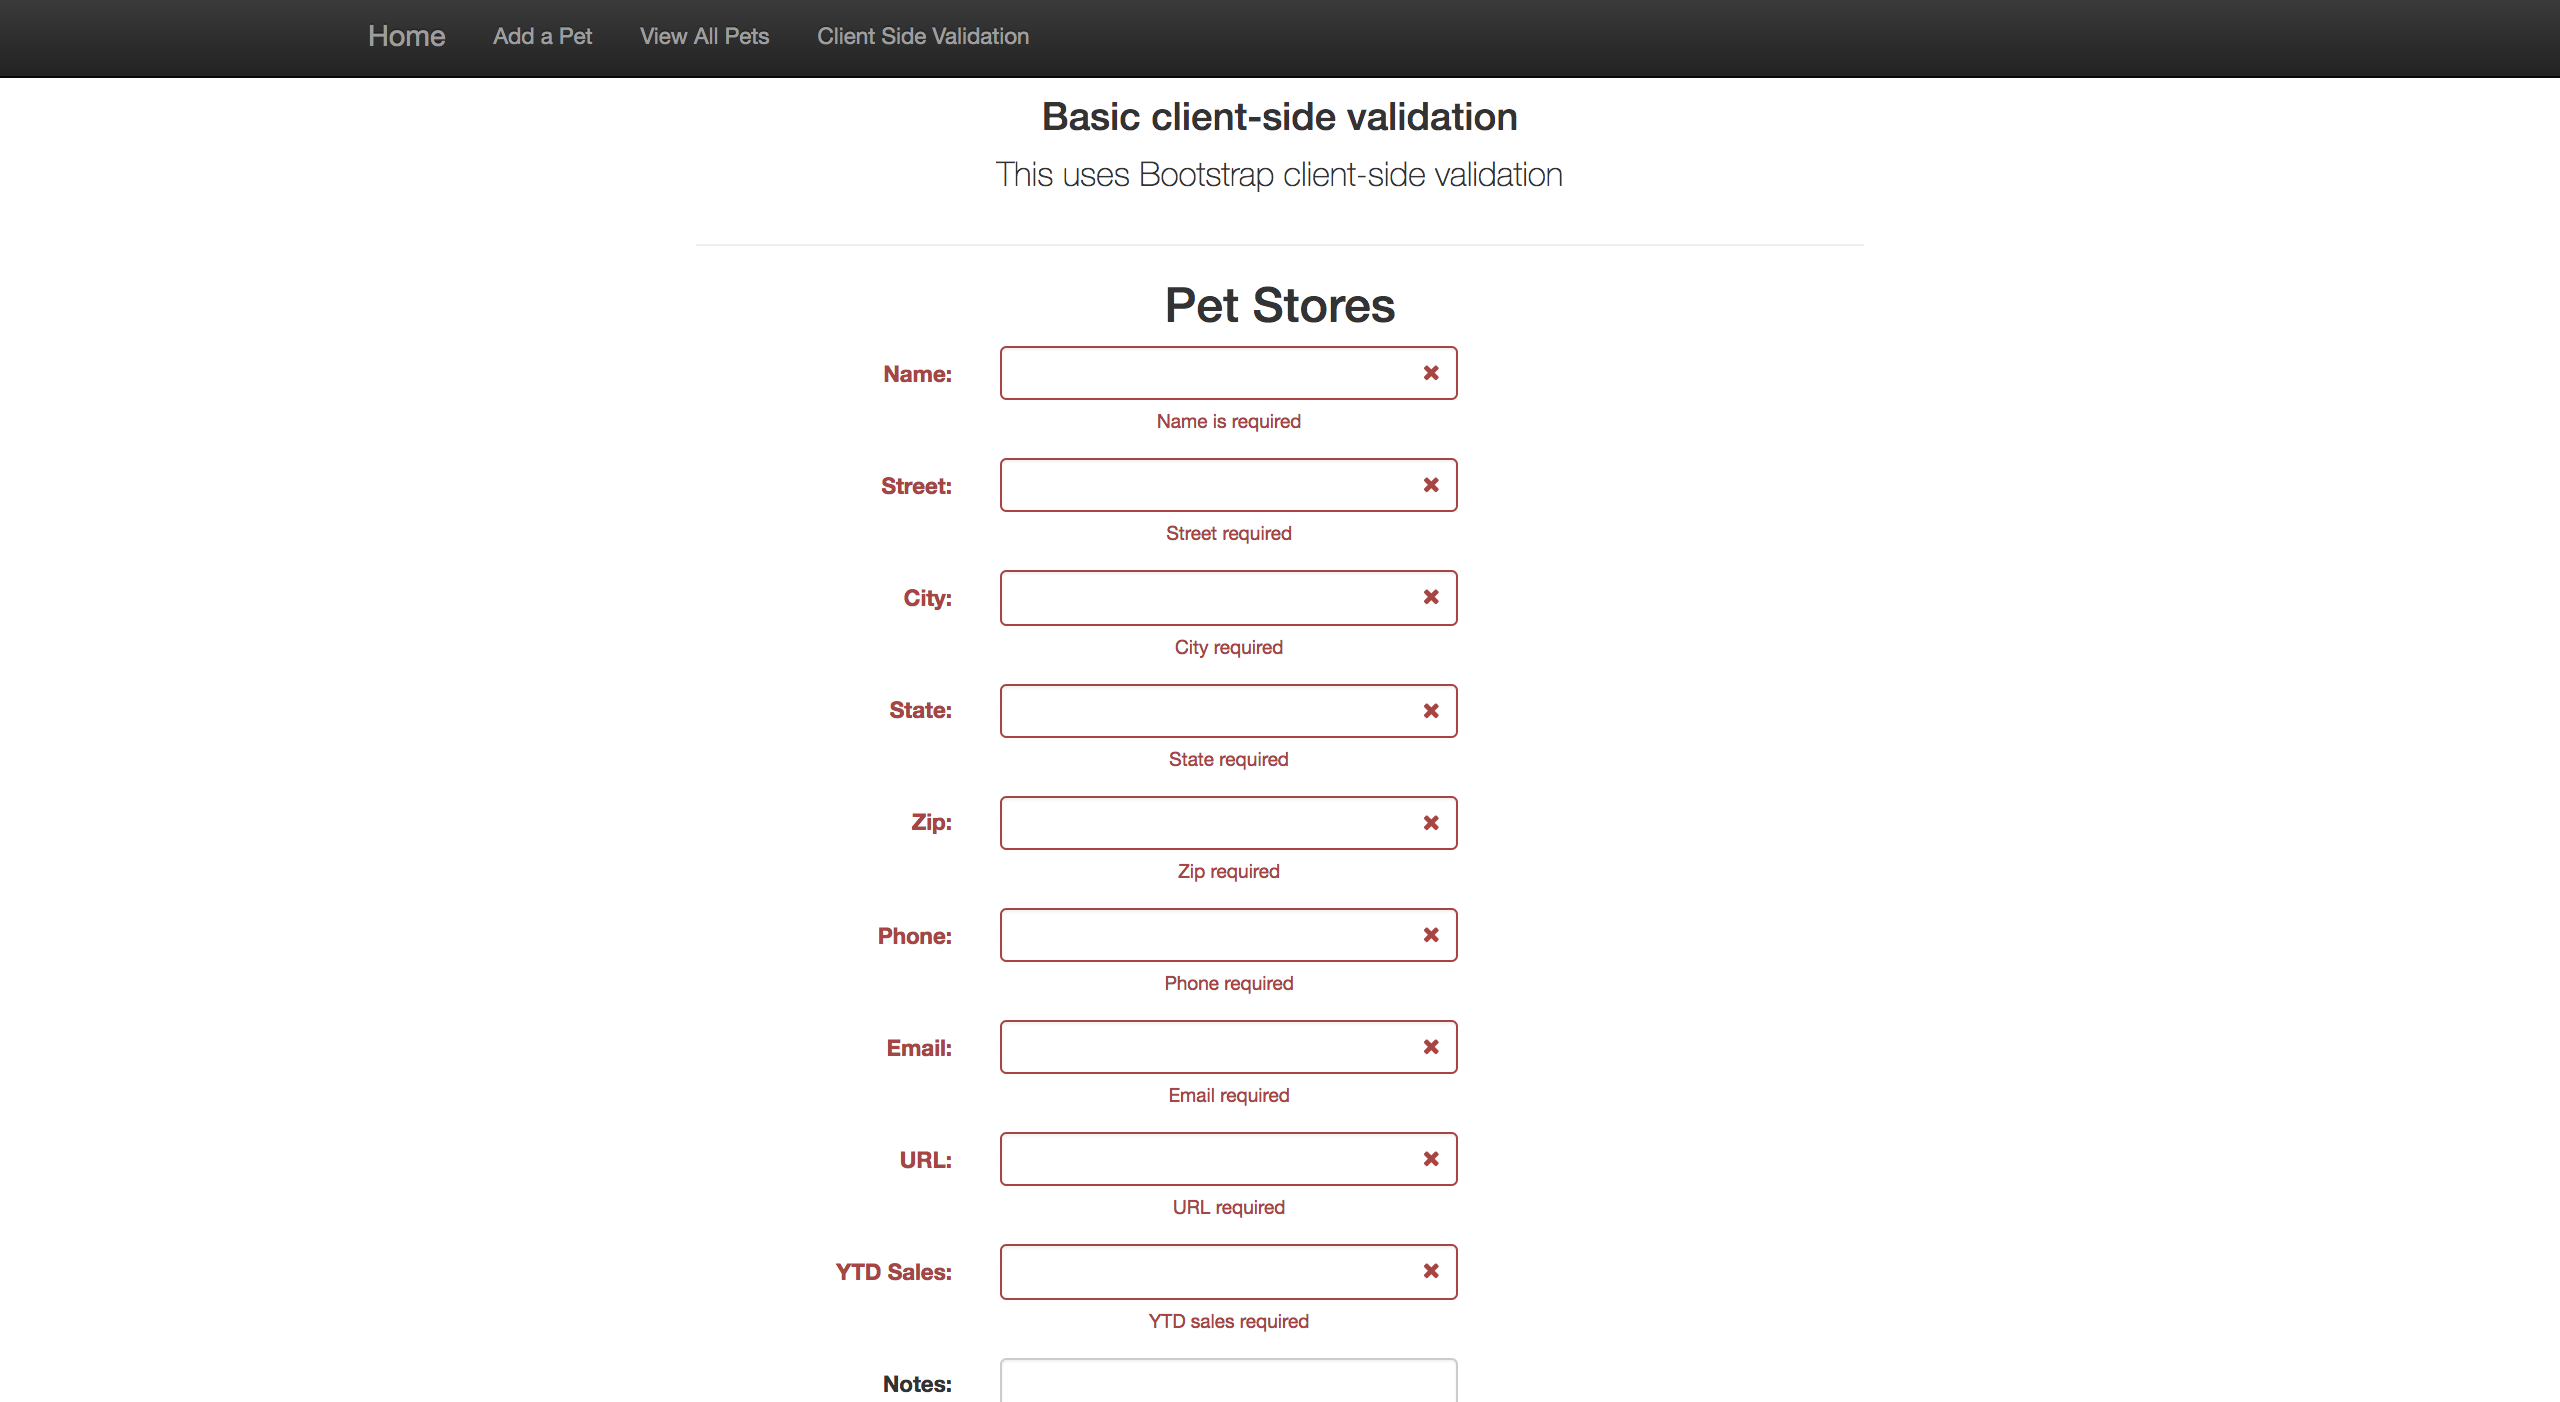 Home Add a Pet View All Pets Client Side Validation
Basic client-side validation
This uses Bootstrap client-side validation
Pet Stores
Name:
Name is required
Street:
Street required
City:
City required
State:
State required
Zip:
Zip required
Phone:
Phone required
Email:
Email required
URL:
URL required
YTD Sales:
YTD sales required
Notes: